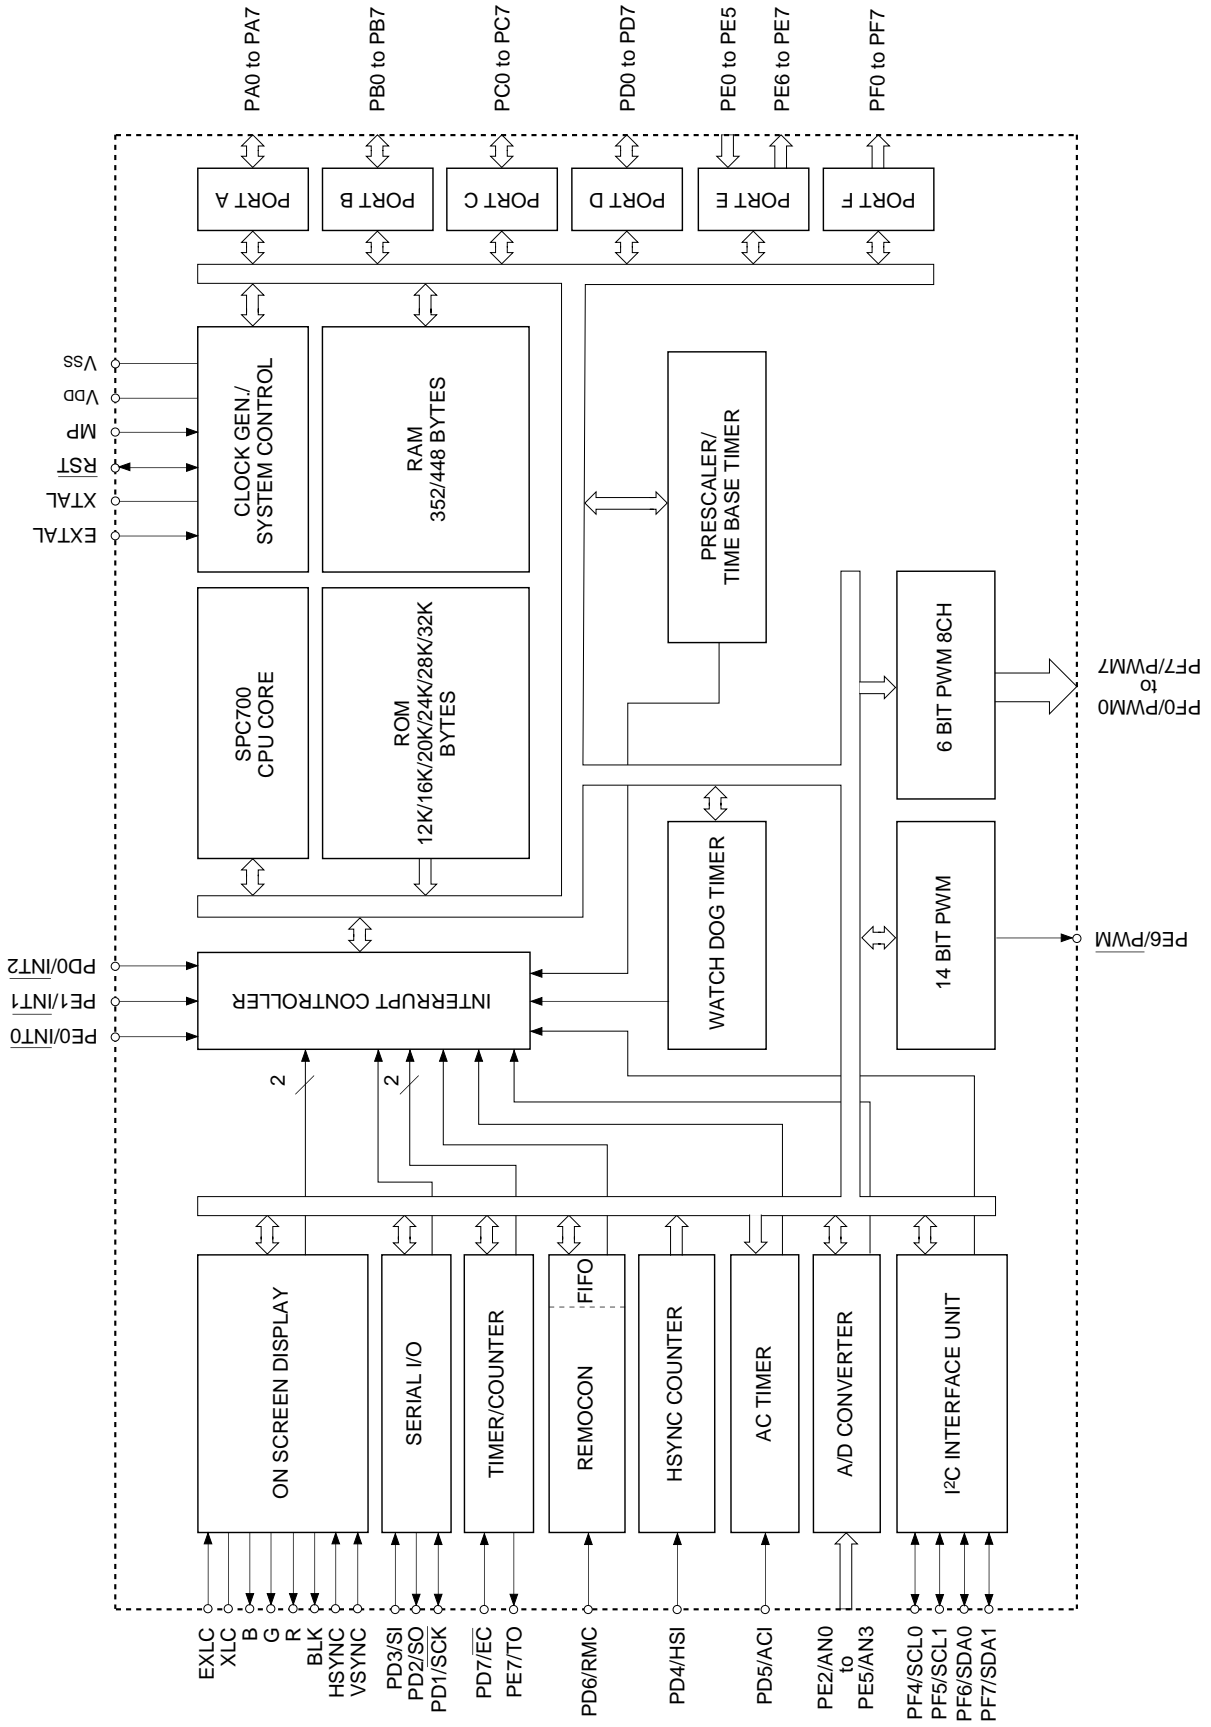 EXLC
XLC
B
G
R
BLK
HSYNC
VSYNC
PD3/SI
PD2/SO
PD1/SCK
PD7/EC
PE7/TO
PD6/RMC
PD4/HSI
PD5/ACI
PE2/AN0
to
PE5/AN3
PF4/SCL0
PF5/SCL1
PF6/SDA0
PF7/SDA1
ON SCREEN DISPLAY
SERIAL I/O
TIMER/COUNTER
REMOCON
FIFO
HSYNC COUNTER
AC TIMER
A/D CONVERTER
I²C INTERFACE UNIT
2
2
PE0/INT0
PE1/INT1
PD0/INT2
INTERRUPT CONTROLLER
WATCH DOG TIMER
14 BIT PWM
PE6/PWM
SPC700
CPU CORE
ROM
12K/16K/20K/24K/28K/32K
BYTES
PRESCALER/
TIME BASE TIMER
6 BIT PWM 8CH
PF0/PWM0
to
PF7/PWM7
EXTAL
XTAL
RST
MP
VDD
VSS
CLOCK GEN./
SYSTEM CONTROL
RAM
352/448 BYTES
PORT A
PORT B
PORT C
PORT D
PORT E
PORT F
PA0 to PA7
PB0 to PB7
PC0 to PC7
PD0 to PD7
PE0 to PE5
PE6 to PE7
PF0 to PF7